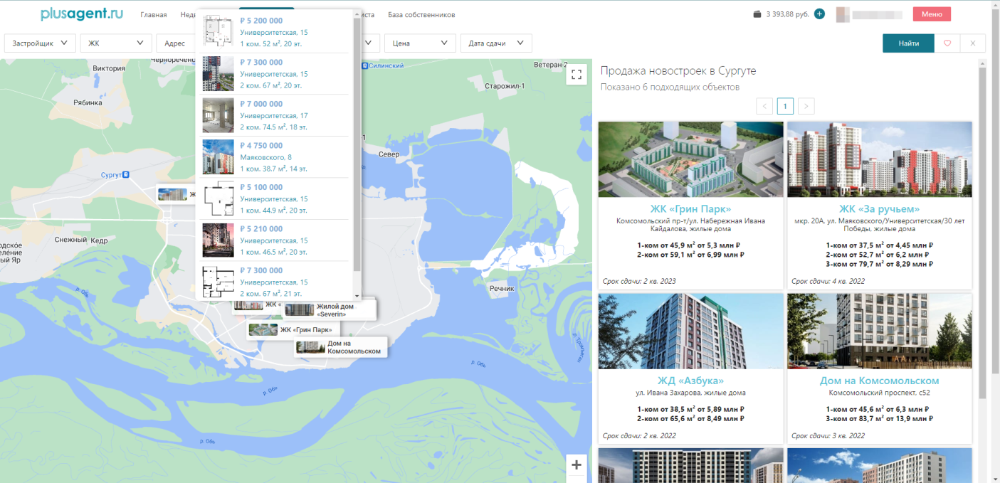 plusagent.ru
Главная
База собственников
3 393.88 руб.
Меню
Застройщик
ЖК
Адрес
Цена
Дата сдачи
Найти
X
₽ 5 200 000
Университетская, 15
1 ком. 52 м², 20 эт.
₽ 7 300 000
Университетская, 15
2 ком. 67 м², 20 эт.
₽ 7 000 000
Университетская, 17
2 ком. 74.5 м², 18 эт.
₽ 4 750 000
Маяковского, 8
1 ком. 38.7 м², 14 эт.
₽ 5 100 000
Университетская, 15
1 ком. 44.9 м², 20 эт.
₽ 5 210 000
Университетская, 15
1 ком. 46.5 м², 20 эт.
₽ 7 300 000
Университетская, 15
2 ком. 67 м², 21 эт.
Виктория
Рябинка
Силинский
Ветеран-2
Старожил-1
Север
Сургут
Снежный
Кедр
ый Яр
Речник
р. Обь
р. Обь
р. Обь
р. Обь
ЖК «
Жилой дом
«Severin»
ЖК «Грин Парк»
Дом на
Комсомольском
Продажа новостроек в Сургуте
Показано 6 подходящих объектов
<
1
>
ЖК «Грин Парк»
Комсомольский пр-т/ул. Набережная Ивана
Кайдалова, жилые дома
1-ком от 45,9 м² от 5,3 млн ₽
2-ком от 59,1 м² от 6,99 млн ₽
Срок сдачи: 2 кв. 2023
ЖК «За ручьем»
мкр. 20А, ул. Маяковского/Университетская/30 лет
Победы, жилые дома
1-ком от 37,5 м² от 4,45 млн ₽
2-ком от 52,7 м² от 6,2 млн ₽
3-ком от 79,7 м² от 8,29 млн ₽
Срок сдачи: 4 кв. 2022
ЖД «Азбука»
ул. Ивана Захарова, жилые дома
1-ком от 38,5 м² от 5,89 млн ₽
2-ком от 65,6 м² от 8,49 млн ₽
Срок сдачи: 2 кв. 2022
Дом на Комсомольском
Комсомольский проспект, с52
1-ком от 45,6 м² от 6,3 млн ₽
3-ком от 83,7 м² от 13,9 млн ₽
Срок сдачи: 3 кв. 2022